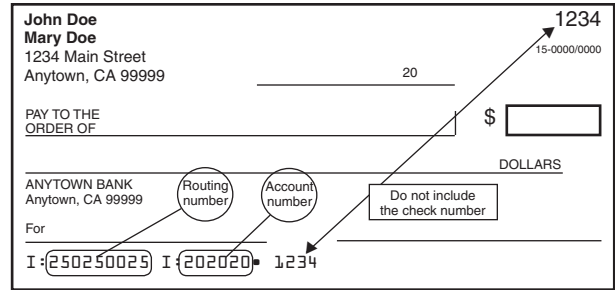 John Doe
1234
Mary Doe
1234 Main Street
15-0000/0000
Anytown, CA 99999
20
PAY TO THE
ORDER OF
$
DOLLARS
ANYTOWN BANK
Anytown, CA 99999
Routing
number
Account
number
Do not include
the check number
For
I:250250025 I:202020 1234